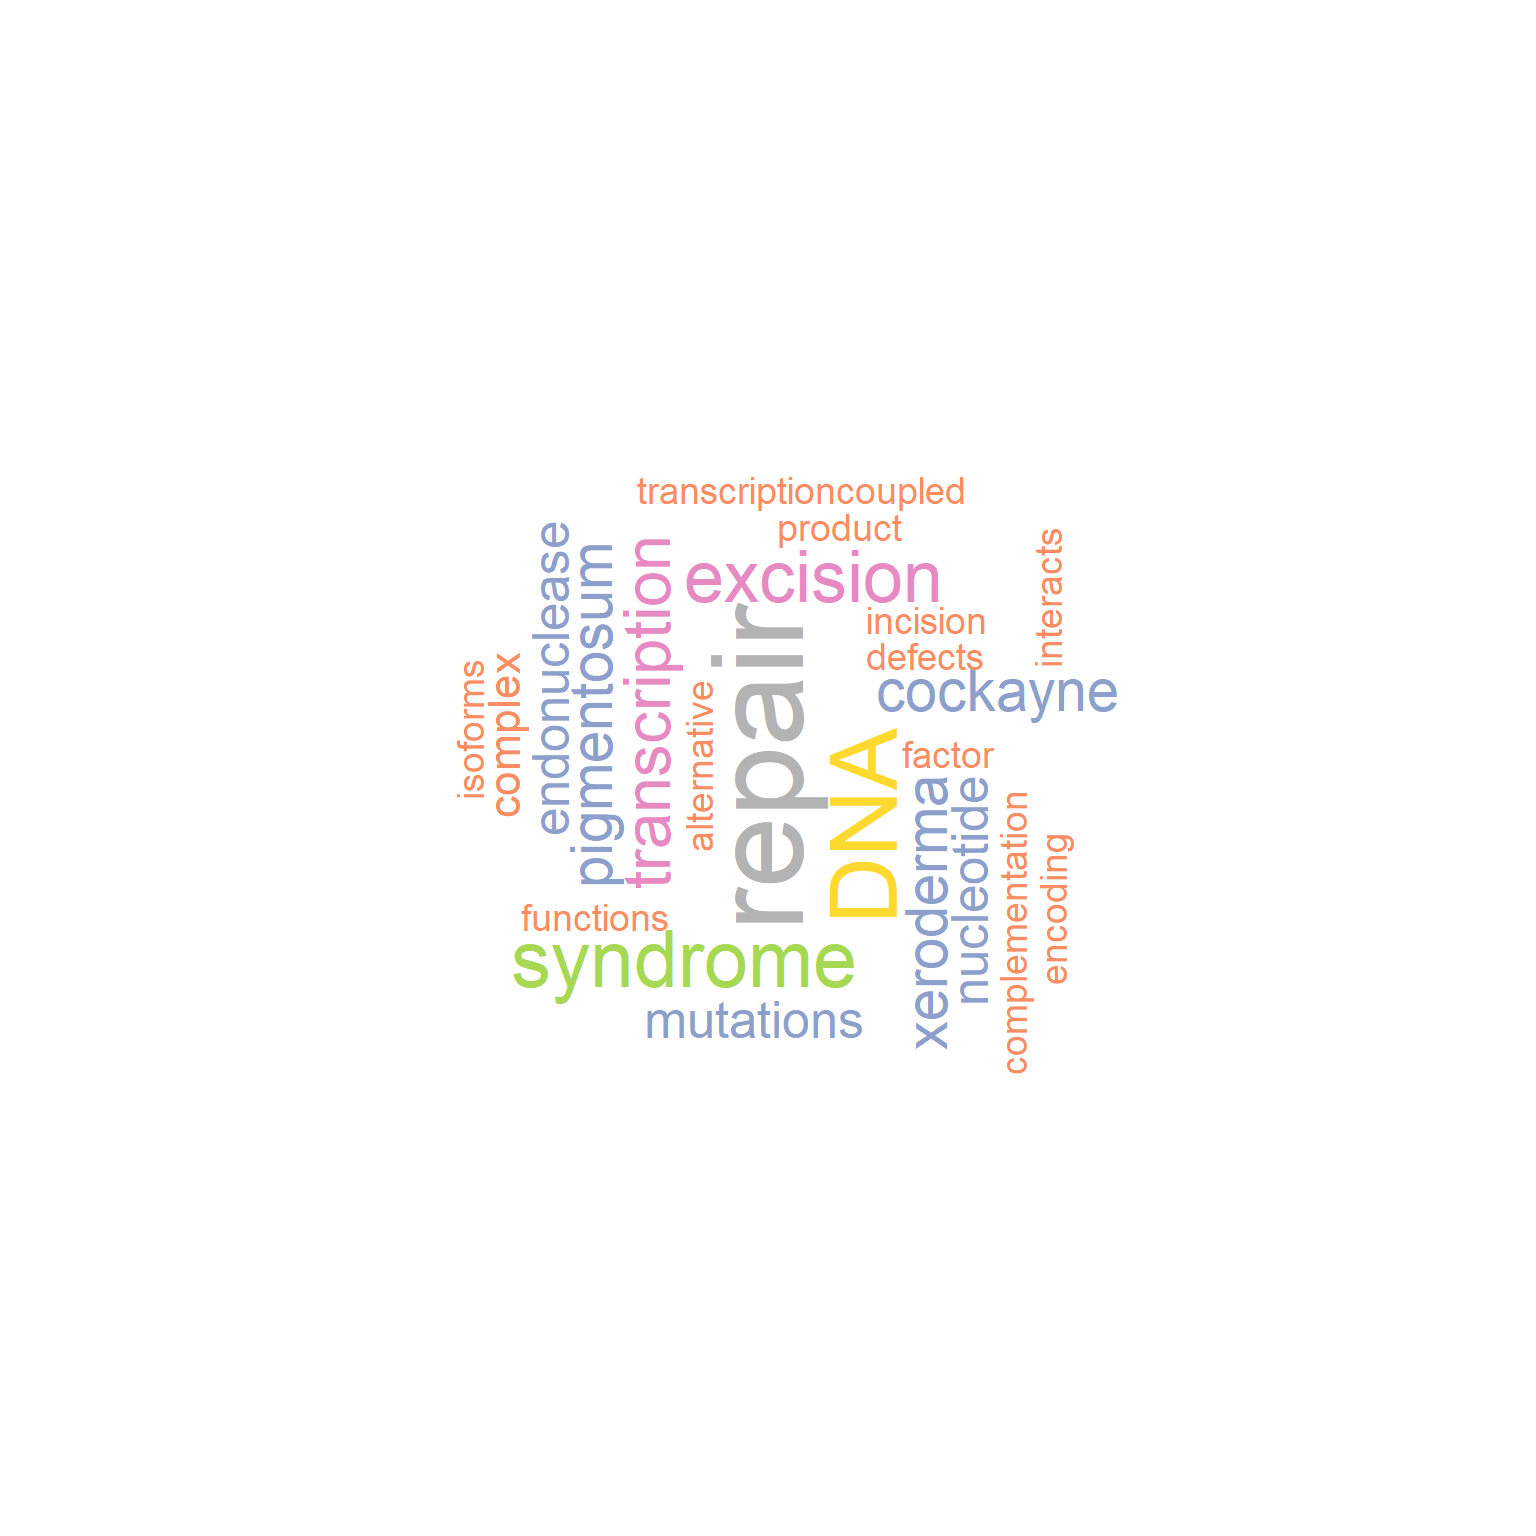 transcriptioncoupled
product
excision
incision
defects
interacts
cockayne
endonuclease
pigmentosum
transcription
isoforms
complex
alternative
repair
DNA
factor
xeroderma
nucleotide
complementation
encoding
functions
syndrome
mutations